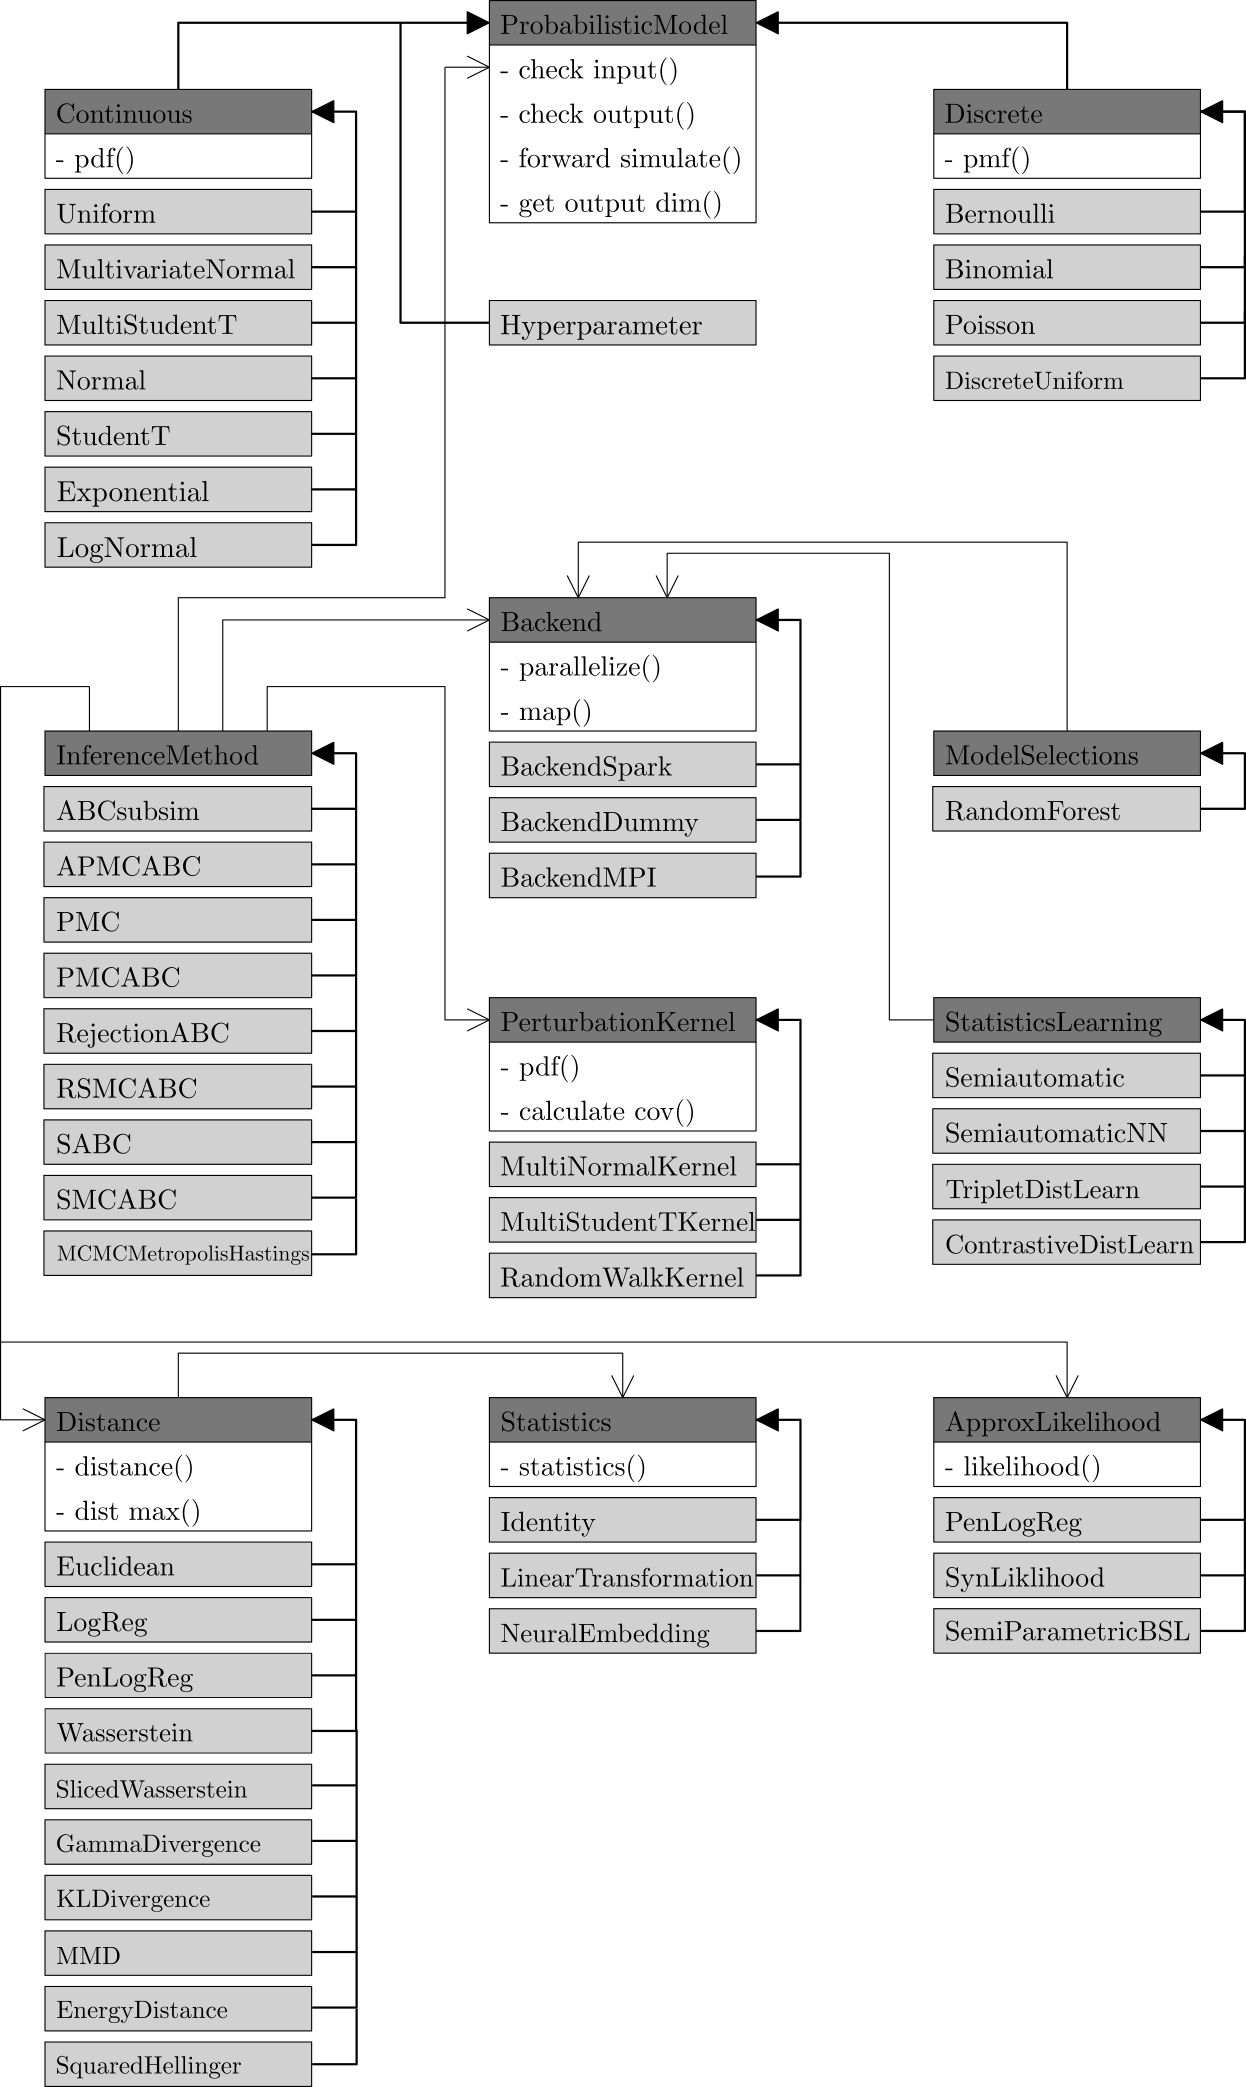 ProbabilisticModel
- check input()
- check output()
- forward simulate()
- get output dim()
Hyperparameter
Continuous
- pdf()
Uniform
MultivariateNormal
MultiStudentT
Normal
StudentT
Exponential
LogNormal
Discrete
- pmf()
Bernoulli
Binomial
Poisson
DiscreteUniform
Backend
- parallelize()
- map()
BackendSpark
BackendDummy
BackendMPI
InferenceMethod
ABCsubsim
APMCABC
PMC
PMCABC
RejectionABC
RSMCABC
SABC
SMCABC
MCMCMetropolisHastings
ModelSelections
RandomForest
PerturbationKernel
- pdf()
- calculate cov()
MultiNormalKernel
MultiStudentTKernel
RandomWalkKernel
StatisticsLearning
Semiautomatic
SemiautomaticNN
TripletDistLearn
ContrastiveDistLearn
Distance
- distance()
- dist max()
Euclidean
LogReg
PenLogReg
Wasserstein
SlicedWasserstein
GammaDivergence
KLDivergence
MMD
EnergyDistance
SquaredHellinger
Statistics
- statistics()
Identity
LinearTransformation
NeuralEmbedding
ApproxLikelihood
- likelihood()
PenLogReg
SynLiklihood
SemiParametricBSL